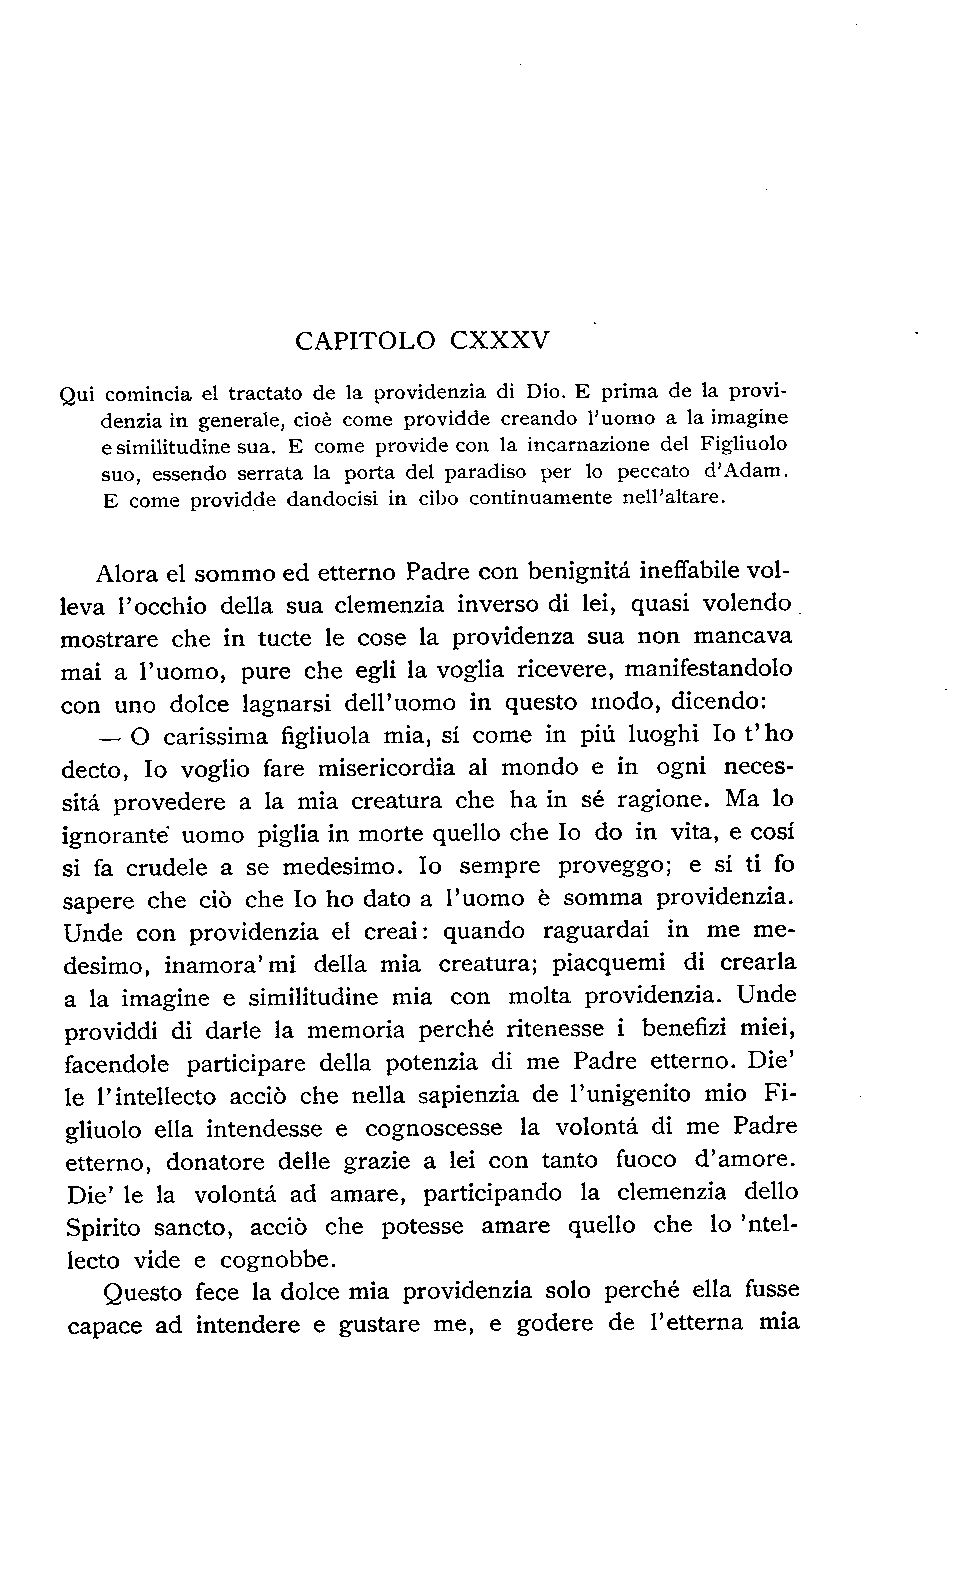 CAPITOLO CXXXV
Qui comincia el tractato de la providenzia di Dio. E prima de la provi-
denzia in generale, cioè come providde creando l'uomo a la imagine
e similitudine sua. E come provide con la incarnazione del Figliuolo
suo, essendo serrata la porta del paradiso per lo peccato d'Adam.
E come providde dandocisi in cibo continuamente nell'altare.
Alora el sommo ed etterno Padre con benignitá ineffabile vol-
leva l'occhio della sua clemenzia inverso di lei, quasi volendo
mostrare che in tucte le cose la providenza sua non mancava
mai a l'uomo, pure che egli la voglia ricevere, manifestandolo
con uno dolce lagnarsi dell'uomo in questo modo, dicendo:
— O carissima figliuola mia, sí come in piú luoghi Io t'ho
decto, Io voglio fare misericordia al mondo e in ogni neces-
sitá provedere a la mia creatura che ha in sé ragione. Ma lo
ignorante uomo piglia in morte quello che Io do in vita, e cosí
si fa crudele a se medesimo. Io sempre proveggo; e sí ti fo
sapere che ciò che Io ho dato a l'uomo è somma providenzia.
Unde con providenzia el creai: quando raguardai in me me-
desimo, inamora'mi della mia creatura; piacquemi di crearla
a la imagine e similitudine mia con molta providenzia. Unde
providdi di darle la memoria perché ritenesse i benefizi miei,
facendole participare della potenzia di me Padre etterno. Die'
le l'intellecto acciò che nella sapienzia de l'unigenito mio Fi-
gliuolo ella intendesse e cognoscesse la volontá di me Padre
etterno, donatore delle grazie a lei con tanto fuoco d'amore.
Die' le la volontá ad amare, participando la clemenzia dello
Spirito sancto, acciò che potesse amare quello che lo 'ntel-
lecto vide e cognobbe.
Questo fece la dolce mia providenzia solo perché ella fusse
capace ad intendere e gustare me, e godere de l'etterna mia